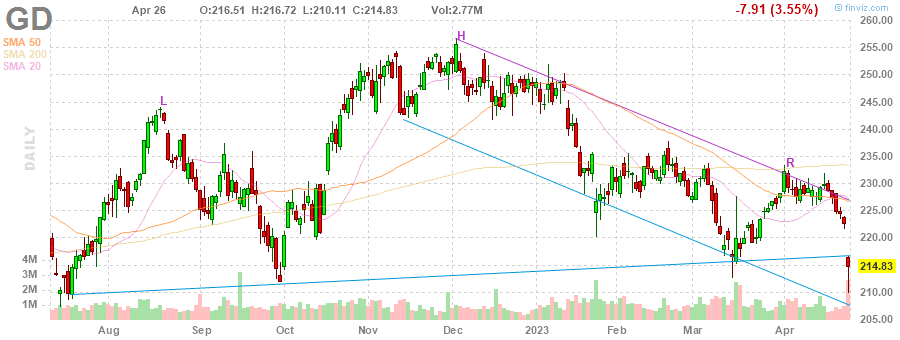 GD
Apr 26 O:216.51 H:216.72 L:210.11 C:214.83 Vol:2.77M -7.91 (3.55%)
© finviz.com
SMA 50
SMA 200
SMA 20
DAILY
L
H
R
260.00
255.00
250.00
245.00
240.00
235.00
230.00
225.00
220.00
214.83
210.00
205.00
4M
3M
2M
1M
Aug Sep Oct Nov Dec 2023 Feb Mar Apr